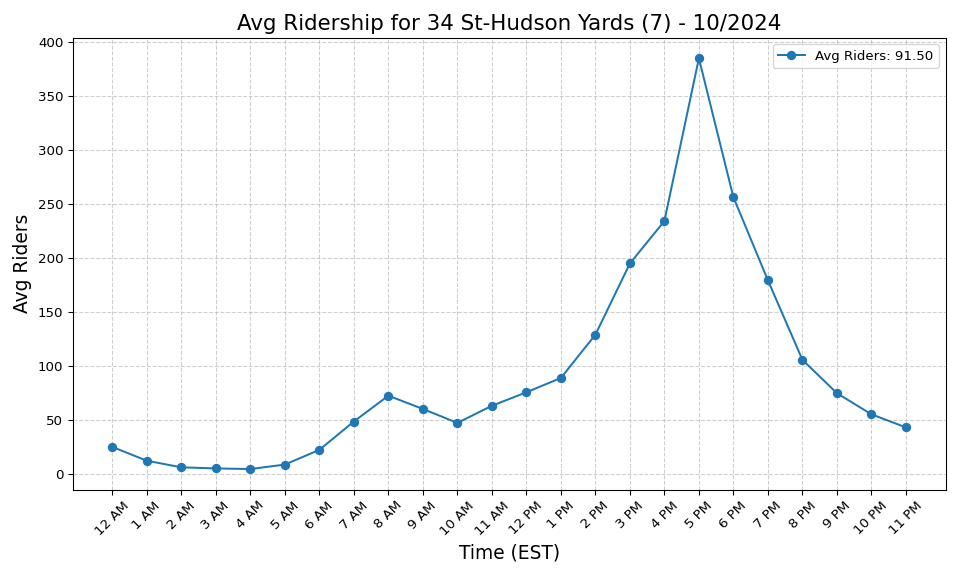 Avg Ridership for 34 St-Hudson Yards (7) - 10/2024
Avg Riders: 91.50
Avg Riders
400
350
300
250
200
150
100
50
0
12 AM
1 AM
2 AM
3 AM
4 AM
5 AM
6 AM
7 AM
8 AM
9 AM
10 AM
11 AM
12 PM
1 PM
2 PM
3 PM
4 PM
5 PM
6 PM
7 PM
8 PM
9 PM
10 PM
11 PM
Time (EST)